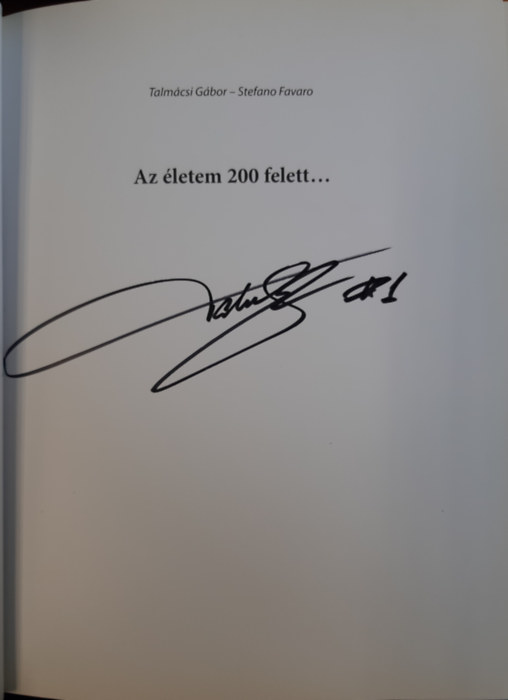 Talmácsi Gábor – Stefano Favaro
Az életem 200 felett…
#1